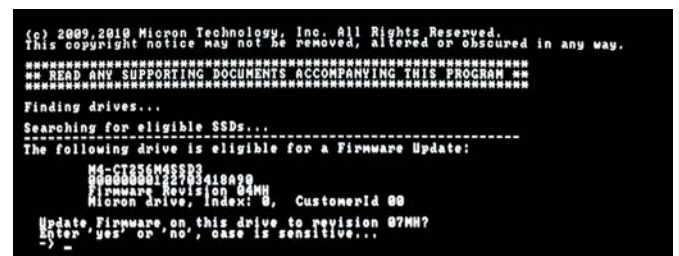 (c) 2009,2010 Micron Technology, Inc. All Rights Reserved.
This copyright notice may not be removed, altered or obscured in any way.
****************************************************************
** READ ANY SUPPORTING DOCUMENTS ACCOMPANYING THIS PROGRAM **
****************************************************************
Finding drives...
Searching for eligible SSDs...
----------------------------------------------------------------
The following drive is eligible for a Firmware Update:
M4-CT256M4SSD3
0000000122703418A90
Firmware Revision 04MH
Micron drive, Index: 0, CustomerId 00
Update Firmware on this drive to revision 07MH?
Enter 'yes' or 'no', case is sensitive...
-> _